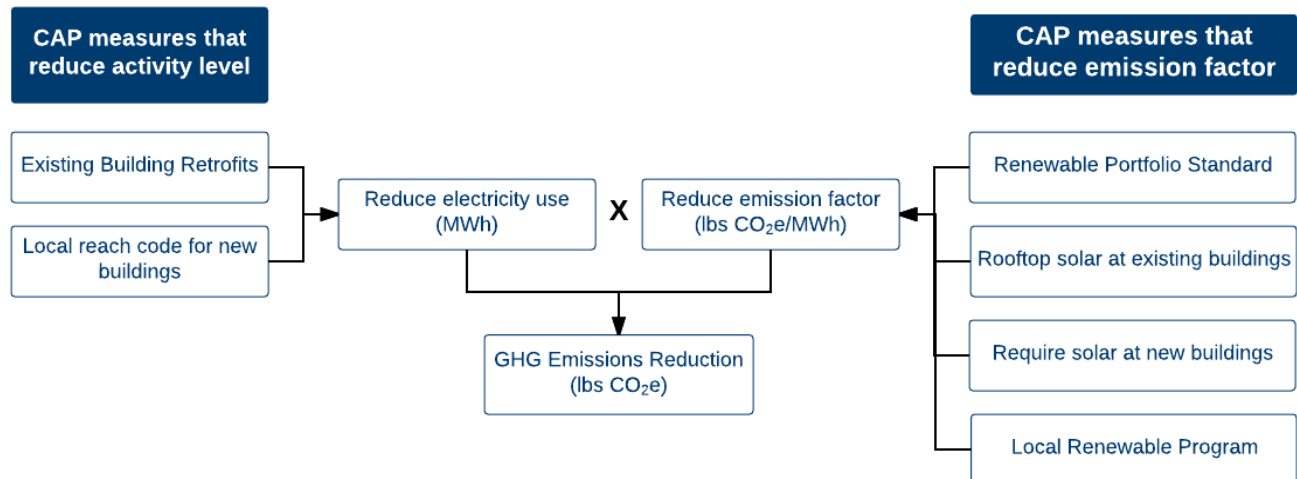 CAP measures that
reduce activity level
CAP measures that
reduce emission factor
Existing Building Retrofits
Local reach code for new
buildings
Reduce electricity use
(MWh)
X
Reduce emission factor
(lbs CO₂e/MWh)
GHG Emissions Reduction
(lbs CO₂e)
Renewable Portfolio Standard
Rooftop solar at existing buildings
Require solar at new buildings
Local Renewable Program